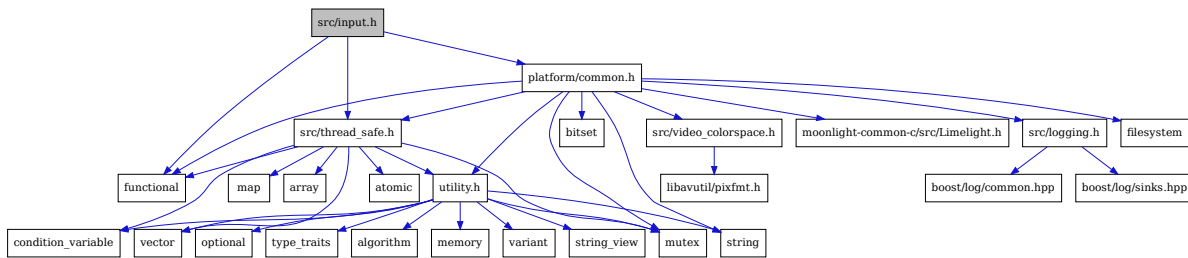 src/input.h
platform/common.h
src/thread_safe.h
bitset
src/video_colorspace.h
moonlight-common-c/src/Limelight.h
src/logging.h
filesystem
functional
map
array
atomic
utility.h
libavutil/pixfmt.h
boost/log/common.hpp
boost/log/sinks.hpp
condition_variable
vector
optional
type_traits
algorithm
memory
variant
string_view
mutex
string